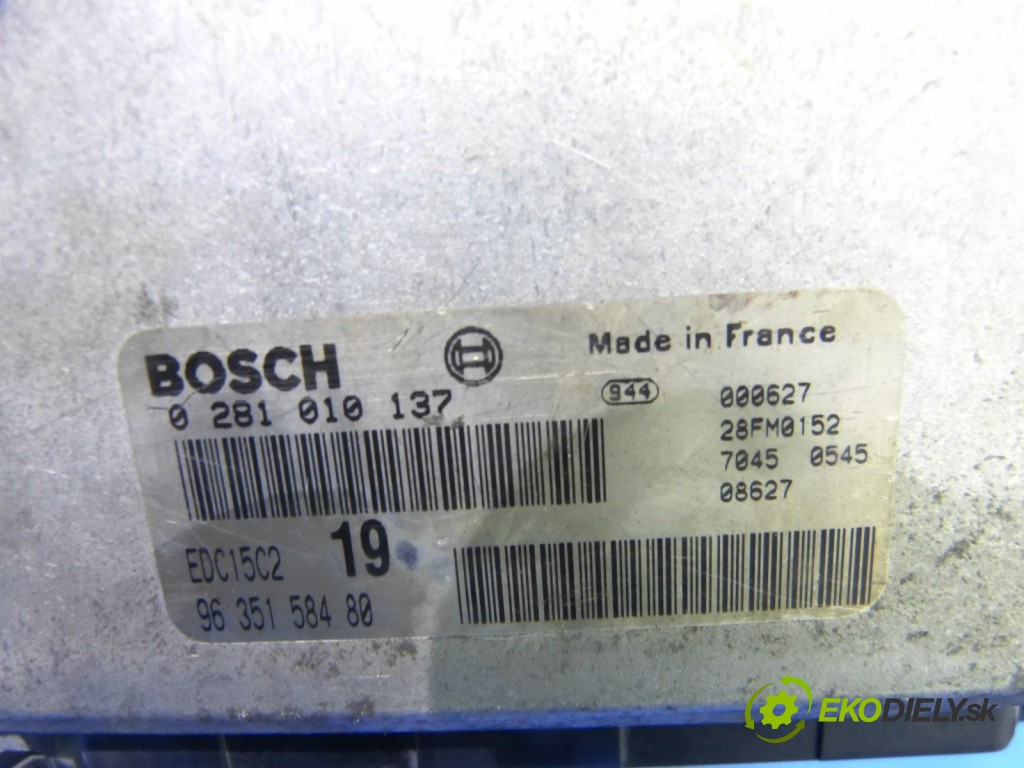 BOSCH
Made in France
0 281 010 137
944
000627
28FM0152
7045 0545
08627
EDC15C2
19
96 351 584 80
EKODIELY.sk